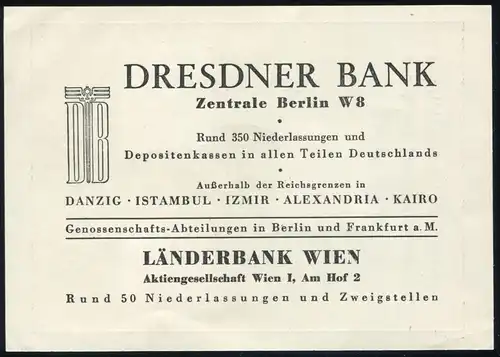 DB
DRESDNER BANK
Zentrale Berlin W8
•
Rund 350 Niederlassungen und
Depositenkassen in allen Teilen Deutschlands
•
Außerhalb der Reichsgrenzen in
DANZIG · ISTAMBUL · IZMIR · ALEXANDRIA · KAIRO
Genossenschafts-Abteilungen in Berlin und Frankfurt a. M.
LÄNDERBANK WIEN
Aktiengesellschaft Wien I, Am Hof 2
Rund 50 Niederlassungen und Zweigstellen